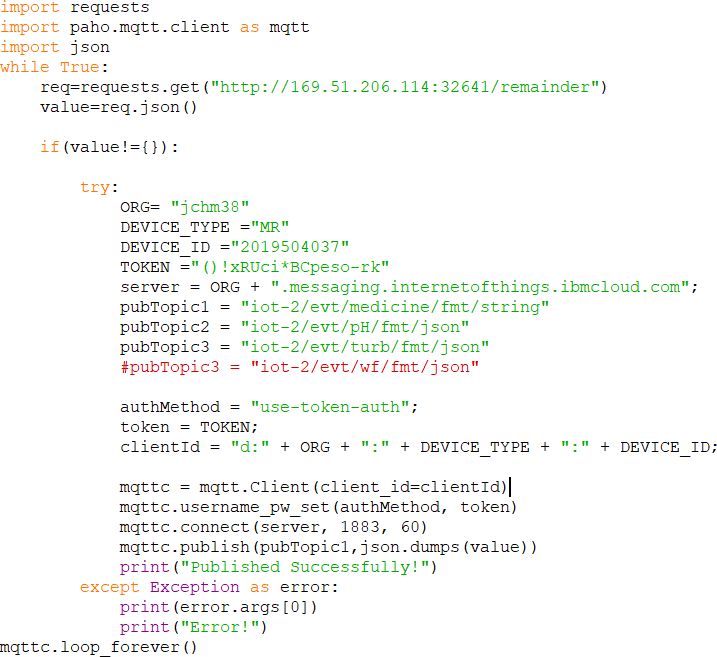 import requests
import paho.mqtt.client as mqtt
import json
while True:
    req=requests.get("http://169.51.206.114:32641/remainder")
    value=req.json()
    if(value!={}):
        try:
            ORG= "jchm38"
            DEVICE_TYPE ="MR"
            DEVICE_ID ="2019504037"
            TOKEN ="()!xRUci*BCpeso-rk"
            server = ORG + ".messaging.internetofthings.ibmcloud.com";
            pubTopic1 = "iot-2/evt/medicine/fmt/string"
            pubTopic2 = "iot-2/evt/pH/fmt/json"
            pubTopic3 = "iot-2/evt/turb/fmt/json"
            #pubTopic3 = "iot-2/evt/wf/fmt/json"
            authMethod = "use-token-auth";
            token = TOKEN;
            clientId = "d:" + ORG + ":" + DEVICE_TYPE + ":" + DEVICE_ID;
            mqttc = mqtt.Client(client_id=clientId)
            mqttc.username_pw_set(authMethod, token)
            mqttc.connect(server, 1883, 60)
            mqttc.publish(pubTopic1,json.dumps(value))
            print("Published Successfully!")
        except Exception as error:
            print(error.args[0])
            print("Error!")
mqttc.loop_forever()